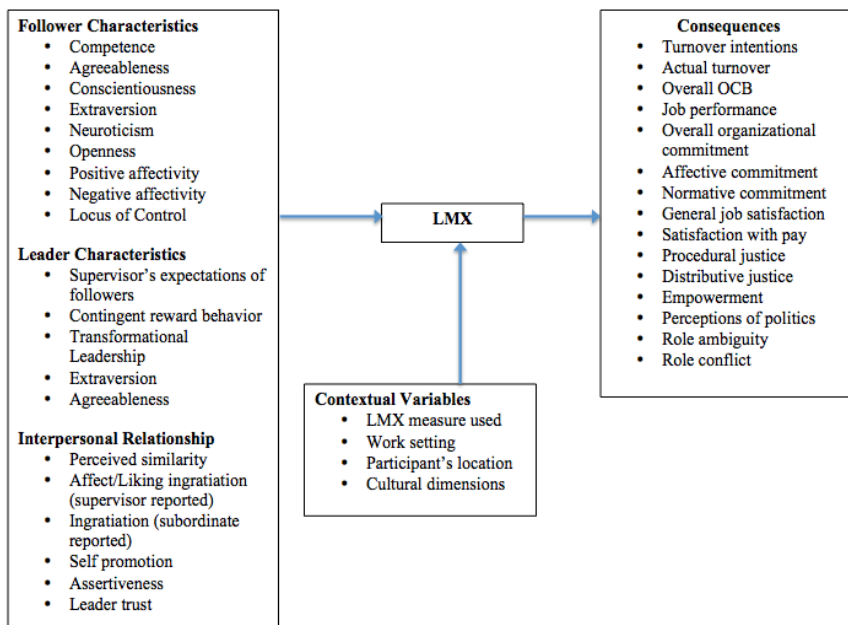 Follower Characteristics
• Competence
• Agreeableness
• Conscientiousness
• Extraversion
• Neuroticism
• Openness
• Positive affectivity
• Negative affectivity
• Locus of Control
Leader Characteristics
• Supervisor's expectations of
followers
• Contingent reward behavior
• Transformational
Leadership
• Extraversion
• Agreeableness
Interpersonal Relationship
• Perceived similarity
• Affect/Liking ingratiation
(supervisor reported)
• Ingratiation (subordinate
reported)
• Self promotion
• Assertiveness
• Leader trust
LMX
Contextual Variables
• LMX measure used
• Work setting
• Participant's location
• Cultural dimensions
Consequences
• Turnover intentions
• Actual turnover
• Overall OCB
• Job performance
• Overall organizational
commitment
• Affective commitment
• Normative commitment
• General job satisfaction
• Satisfaction with pay
• Procedural justice
• Distributive justice
• Empowerment
• Perceptions of politics
• Role ambiguity
• Role conflict